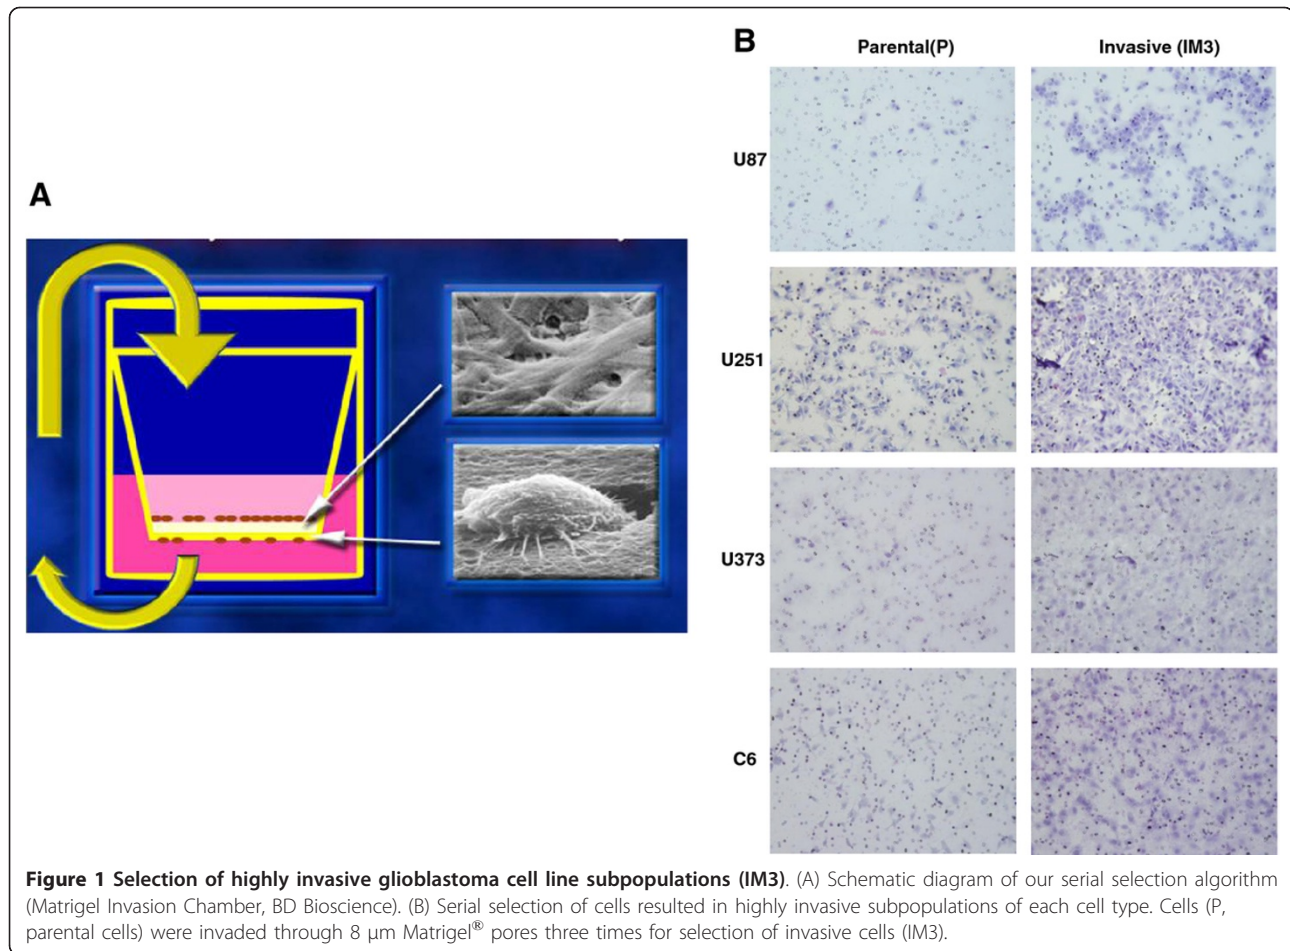 A
B
Parental(P)
Invasive (IM3)
U87
U251
U373
C6
Figure 1 Selection of highly invasive glioblastoma cell line subpopulations (IM3). (A) Schematic diagram of our serial selection algorithm
(Matrigel Invasion Chamber, BD Bioscience). (B) Serial selection of cells resulted in highly invasive subpopulations of each cell type. Cells (P,
parental cells) were invaded through 8 μm Matrigel® pores three times for selection of invasive cells (IM3).